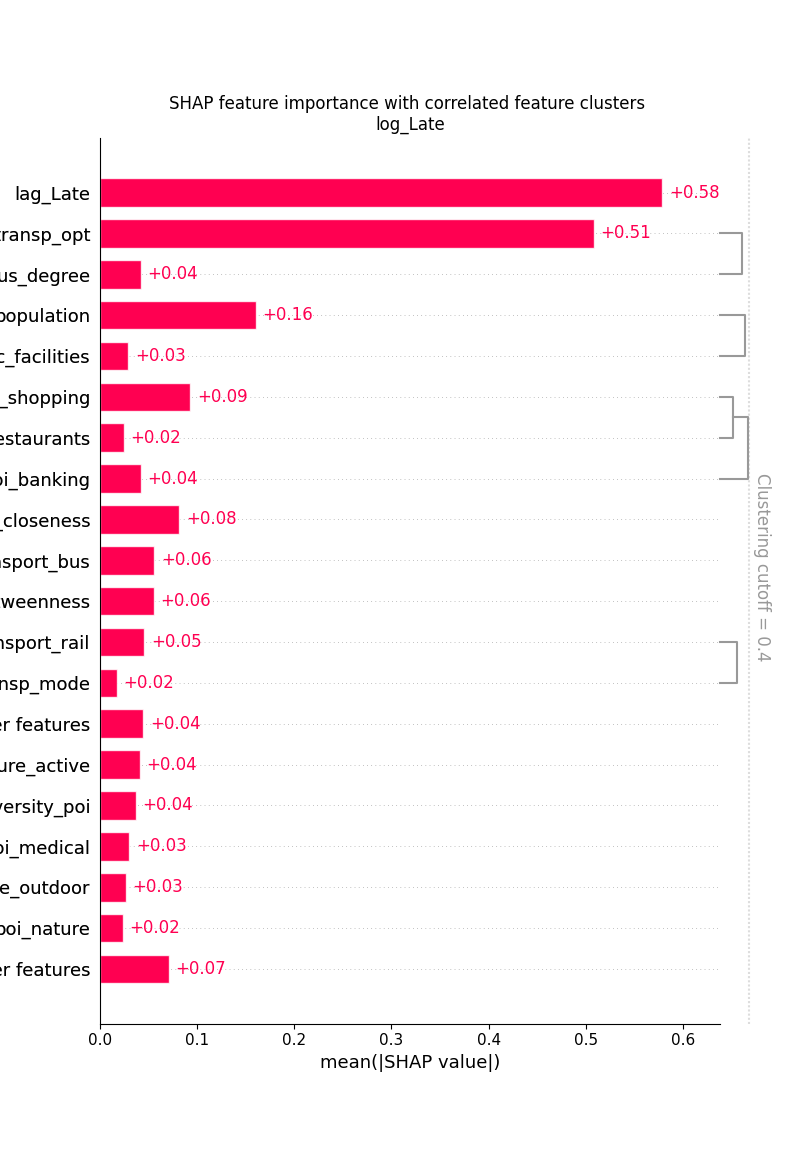 SHAP feature importance with correlated feature clusters
log_Late
lag_Late +0.58
transp_opt +0.51
us_degree +0.04
population +0.16
c_facilities +0.03
_shopping +0.09
estaurants +0.02
oi_banking +0.04
_closeness +0.08
nsport_bus +0.06
tweenness +0.06
nsport_rail +0.05
nsp_mode +0.02
er features +0.04
ure_active +0.04
versity_poi +0.04
oi_medical +0.03
e_outdoor +0.03
poi_nature +0.02
er features +0.07
Clustering cutoff = 0.4
0.0 0.1 0.2 0.3 0.4 0.5 0.6
mean(|SHAP value|)